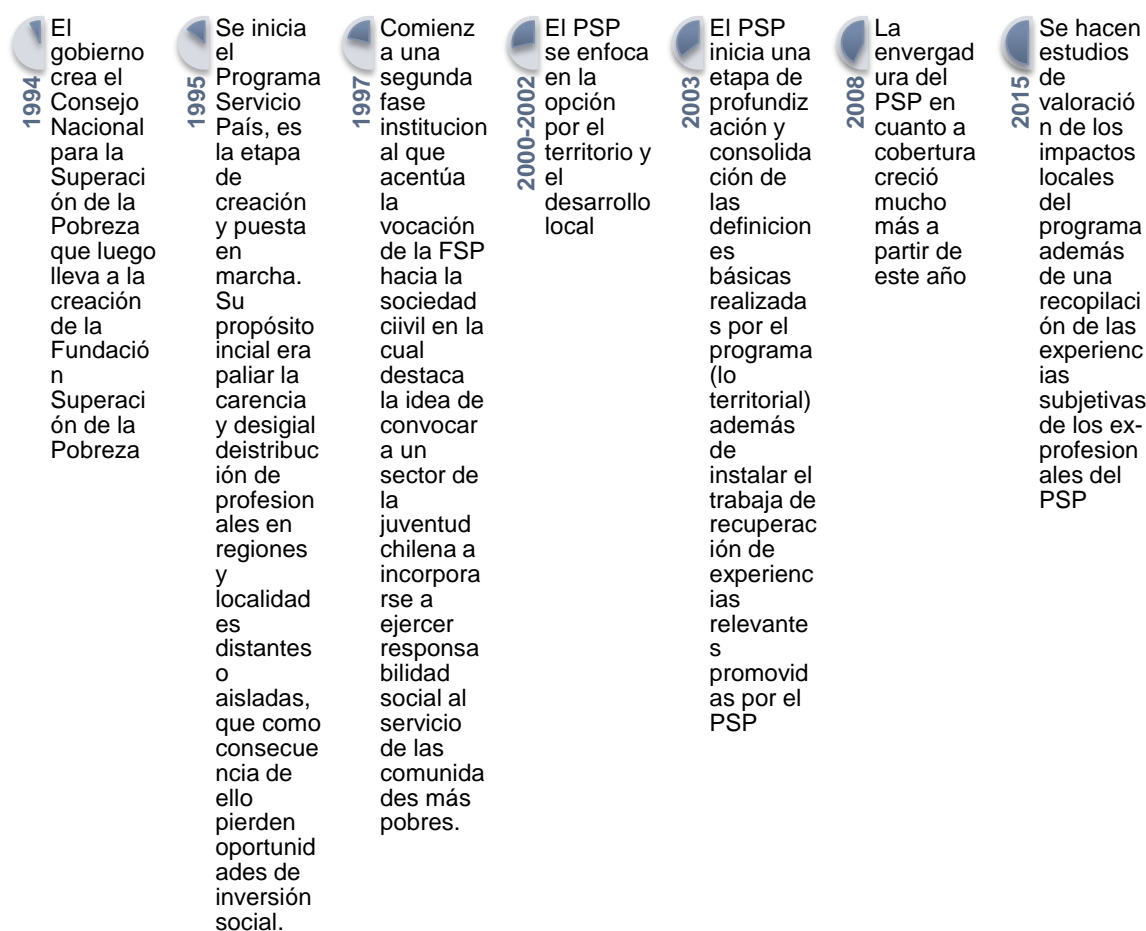 1994
El
gobierno
crea el
Consejo
Nacional
para la
Superaci
ón de la
Pobreza
que luego
lleva a la
creación
de la
Fundació
n
Superaci
ón de la
Pobreza
1995
Se inicia
el
Programa
Servicio
País, es
la etapa
de
creación
y puesta
en
marcha.
Su
propósito
incial era
paliar la
carencia
y desigial
deistribuc
ión de
profesion
ales en
regiones
y
localidad
es
distantes
o
aisladas,
que como
consecue
ncia de
ello
pierden
oportunid
ades de
inversión
social.
1997
Comienz
a una
segunda
fase
institucion
al que
acentúa
la
vocación
de la FSP
hacia la
sociedad
ciivil en la
cual
destaca
la idea de
convocar
a un
sector de
la
juventud
chilena a
incorpora
rse a
ejercer
responsa
bilidad
social al
servicio
de las
comunida
des más
pobres.
2000-2002
El PSP
se enfoca
en la
opción
por el
territorio y
el
desarrollo
local
2003
El PSP
inicia una
etapa de
profundiz
ación y
consolida
ción de
las
definicion
es
básicas
realizada
s por el
programa
(lo
territorial)
además
de
instalar el
trabaja de
recuperac
ión de
experienc
ias
relevante
s
promovid
as por el
PSP
2008
La
envergad
ura del
PSP en
cuanto a
cobertura
creció
mucho
más a
partir de
este año
2015
Se hacen
estudios
de
valoració
n de los
impactos
locales
del
programa
además
de una
recopilaci
ón de las
experienc
ias
subjetivas
de los ex-
profesion
ales del
PSP